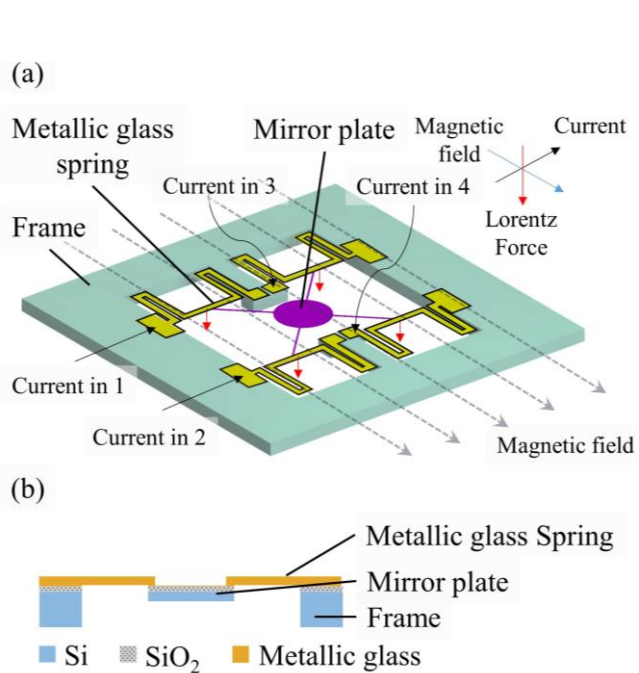 (a)
Metallic glass
spring
Mirror plate
Magnetic
field
Current
Current in 3
Current in 4
Lorentz
Force
Frame
Current in 1
Current in 2
Magnetic field
(b)
Metallic glass Spring
Mirror plate
Frame
Si
SiO₂
Metallic glass